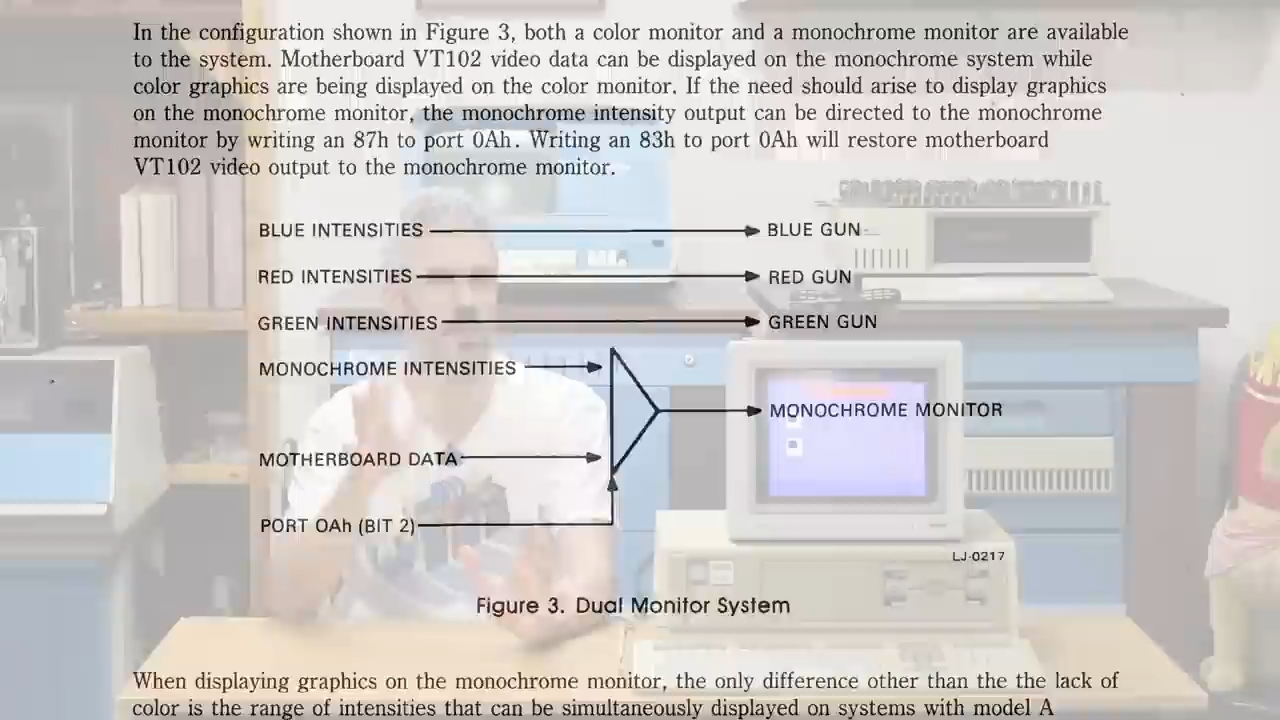 In the configuration shown in Figure 3, both a color monitor and a monochrome monitor are available
to the system. Motherboard VT102 video data can be displayed on the monochrome system while
color graphics are being displayed on the color monitor. If the need should arise to display graphics
on the monochrome monitor, the monochrome intensity output can be directed to the monochrome
monitor by writing an 87h to port 0Ah. Writing an 83h to port 0Ah will restore motherboard
VT102 video output to the monochrome monitor.
BLUE INTENSITIES BLUE GUN
RED INTENSITIES RED GUN
GREEN INTENSITIES GREEN GUN
MONOCHROME INTENSITIES
MONOCHROME MONITOR
MOTHERBOARD DATA
PORT OAh (BIT 2)
LJ-0217
Figure 3. Dual Monitor System
When displaying graphics on the monochrome monitor, the only difference other than the the lack of
color is the range of intensities that can be simultaneously displayed on systems with model A